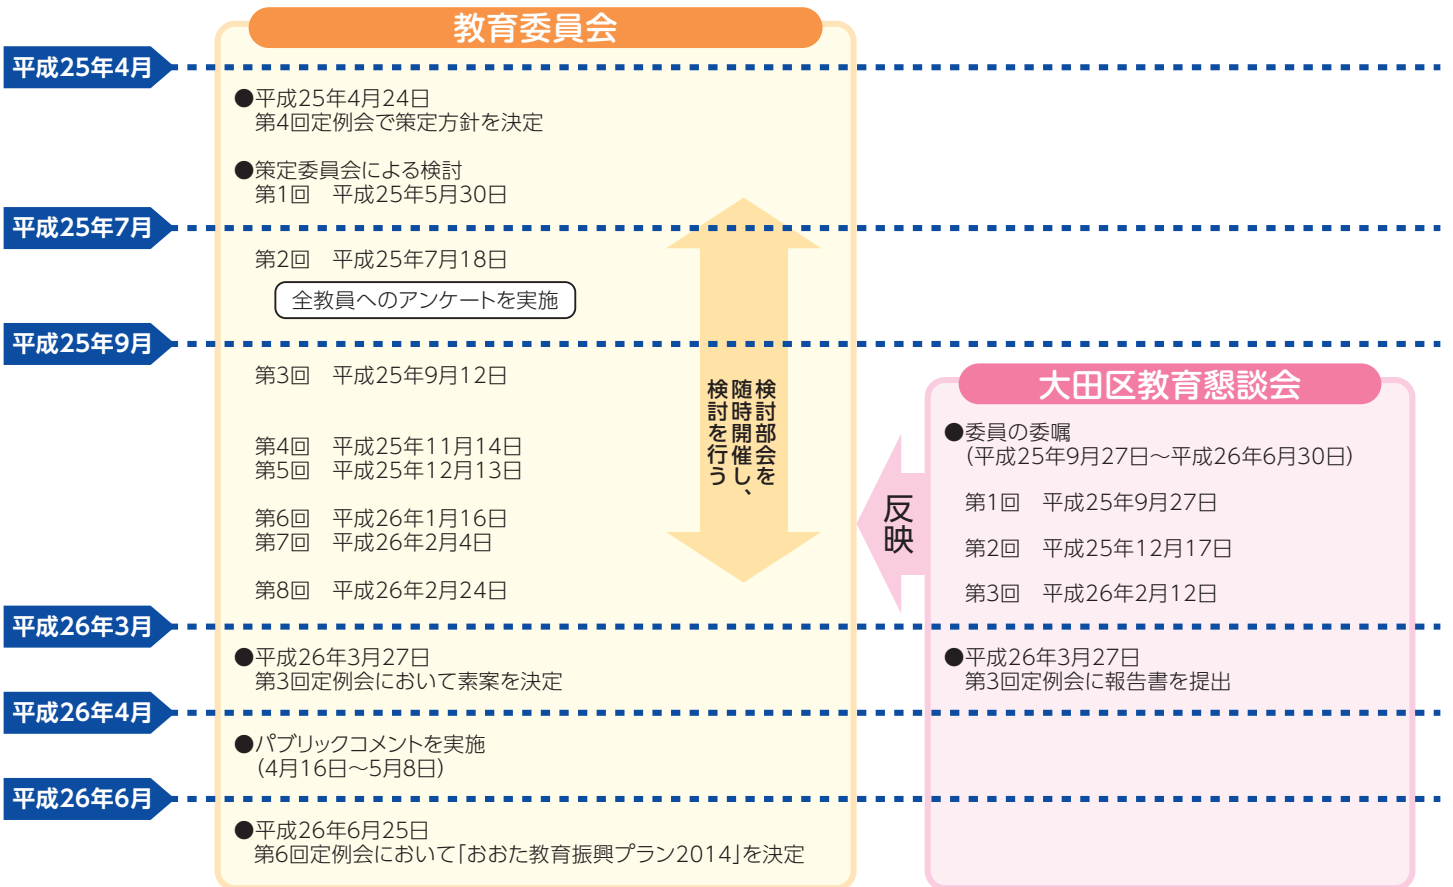 教育委員会
平成25年4月
●平成25年4月24日
第4回定例会で策定方針を決定
●策定委員会による検討
第1回　平成25年5月30日
平成25年7月
第2回　平成25年7月18日
全教員へのアンケートを実施
平成25年9月
第3回　平成25年9月12日
第4回　平成25年11月14日
第5回　平成25年12月13日
第6回　平成26年1月16日
第7回　平成26年2月4日
第8回　平成26年2月24日
検討部会を
随時開催し、
検討を行う
反映
大田区教育懇談会
●委員の委嘱
(平成25年9月27日～平成26年6月30日)
第1回　平成25年9月27日
第2回　平成25年12月17日
第3回　平成26年2月12日
平成26年3月
●平成26年3月27日
第3回定例会において素案を決定
●平成26年3月27日
第3回定例会に報告書を提出
平成26年4月
●パブリックコメントを実施
(4月16日～5月8日)
平成26年6月
●平成26年6月25日
第6回定例会において「おおた教育振興プラン2014」を決定